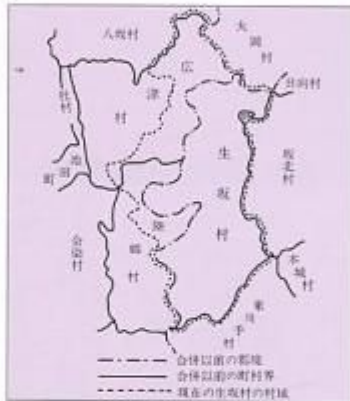 八坂村
大岡村
広津村
日向村
社村
池田町
生坂村
坂北村
陸郷村
会染村
本城村
東川手村
合併以前の郡境
合併以前の町村界
現在の生坂村の村域